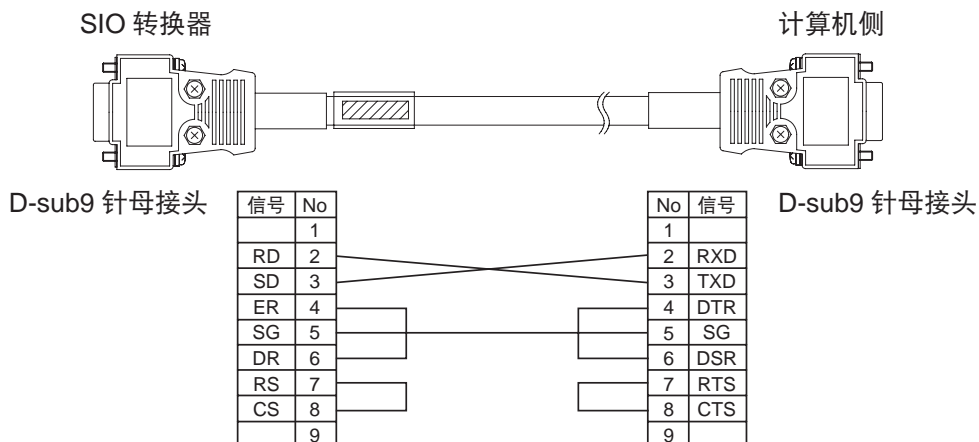 SIO 转换器 计算机侧
D-sub9 针母接头 D-sub9 针母接头
信号 No No 信号
1 1
RD 2 2 RXD
SD 3 3 TXD
ER 4 4 DTR
SG 5 5 SG
DR 6 6 DSR
RS 7 7 RTS
CS 8 8 CTS
9 9